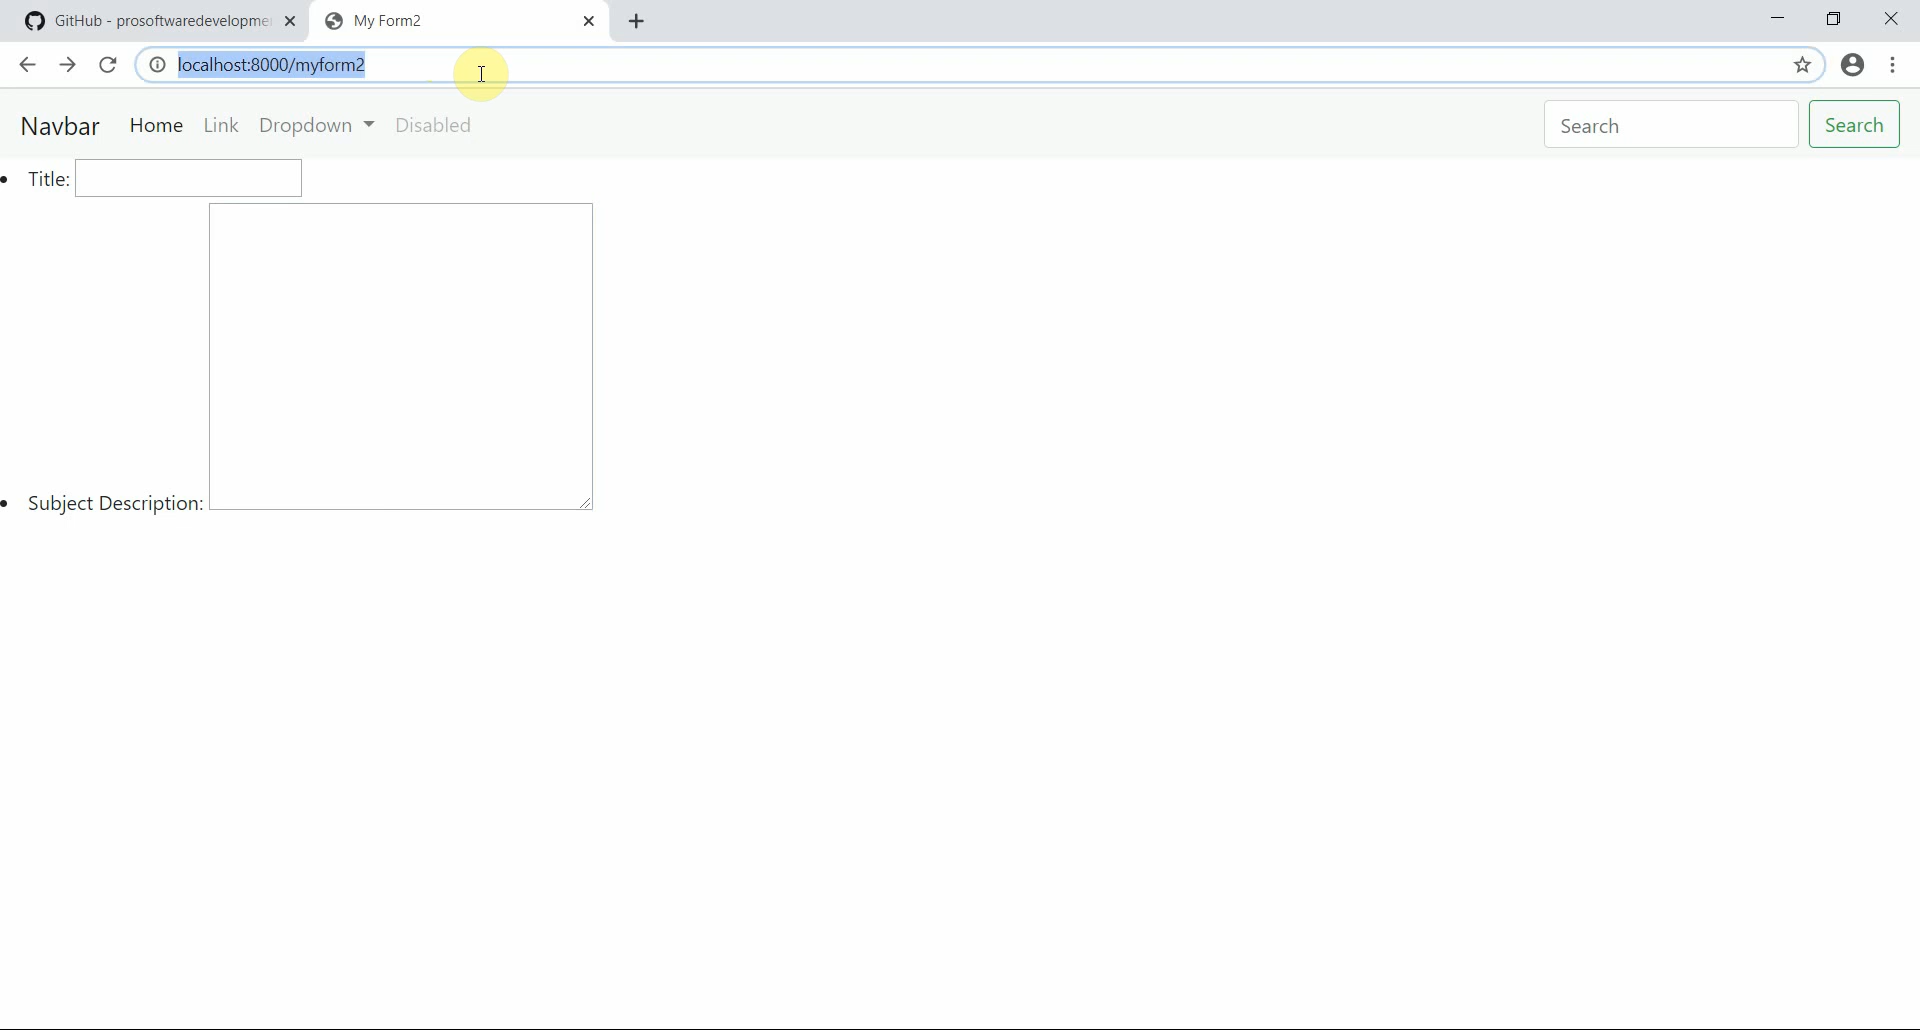 GitHub - prosoftwaredevelopme
My Form2
localhost:8000/myform2
Navbar Home Link Dropdown Disabled Search Search
Title:
Subject Description: